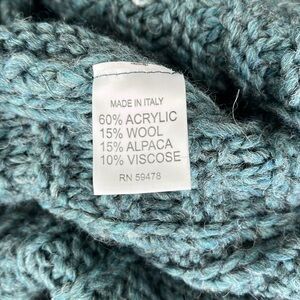 MADE IN ITALY
60% ACRYLIC
15% WOOL
15% ALPACA
10% VISCOSE
RN 59478